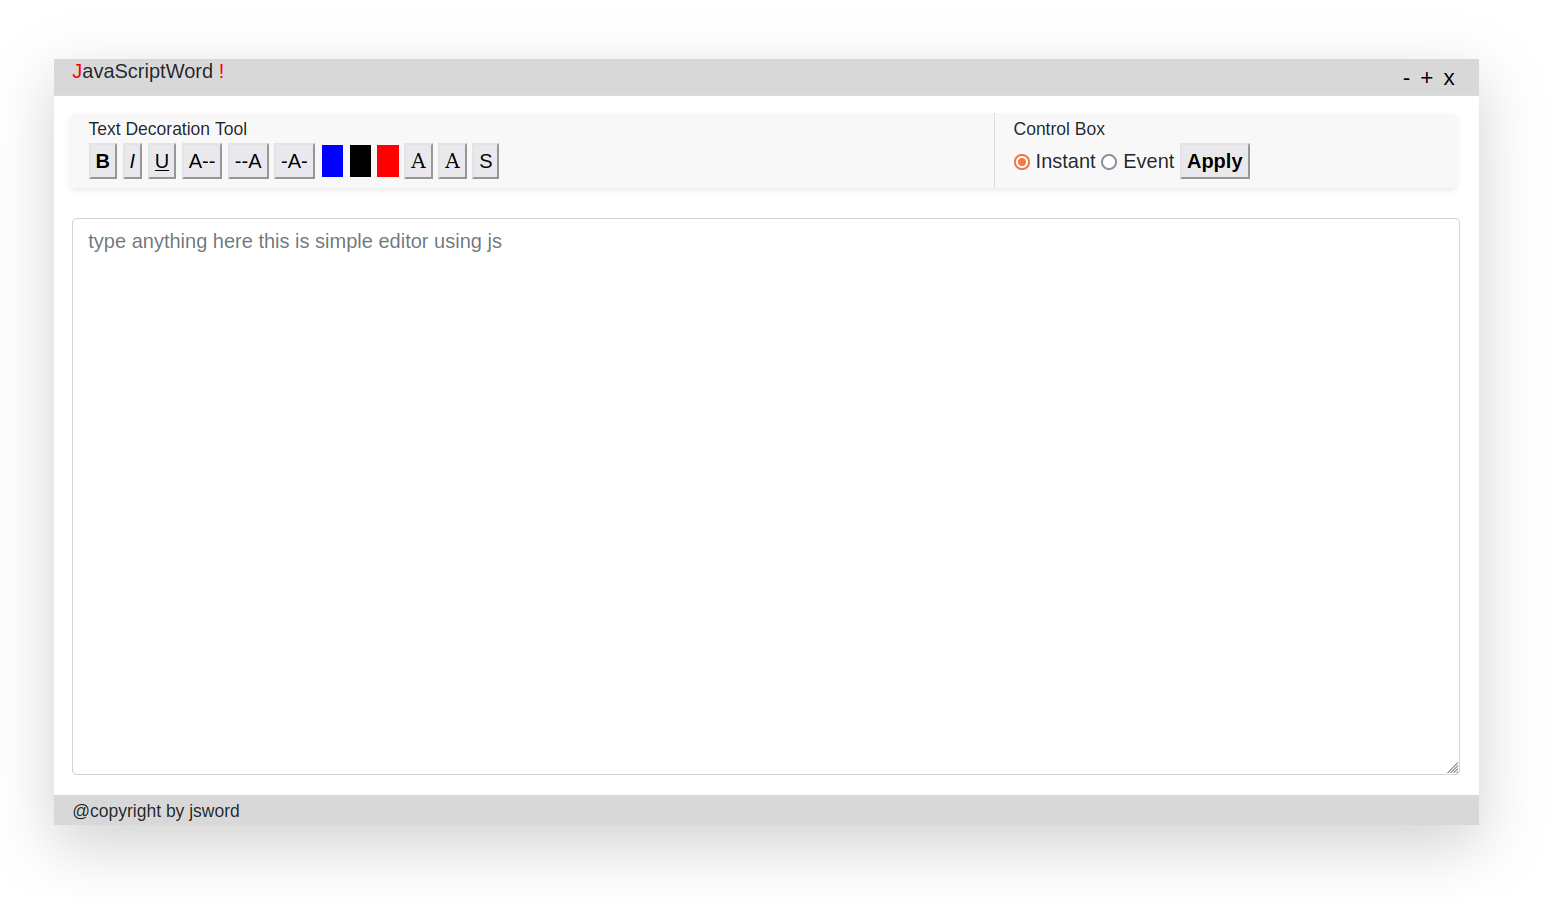 JavaScriptWord !
- + x
Text Decoration Tool
B I U A-- --A -A- A A S
Control Box
Instant Event Apply
type anything here this is simple editor using js
@copyright by jsword